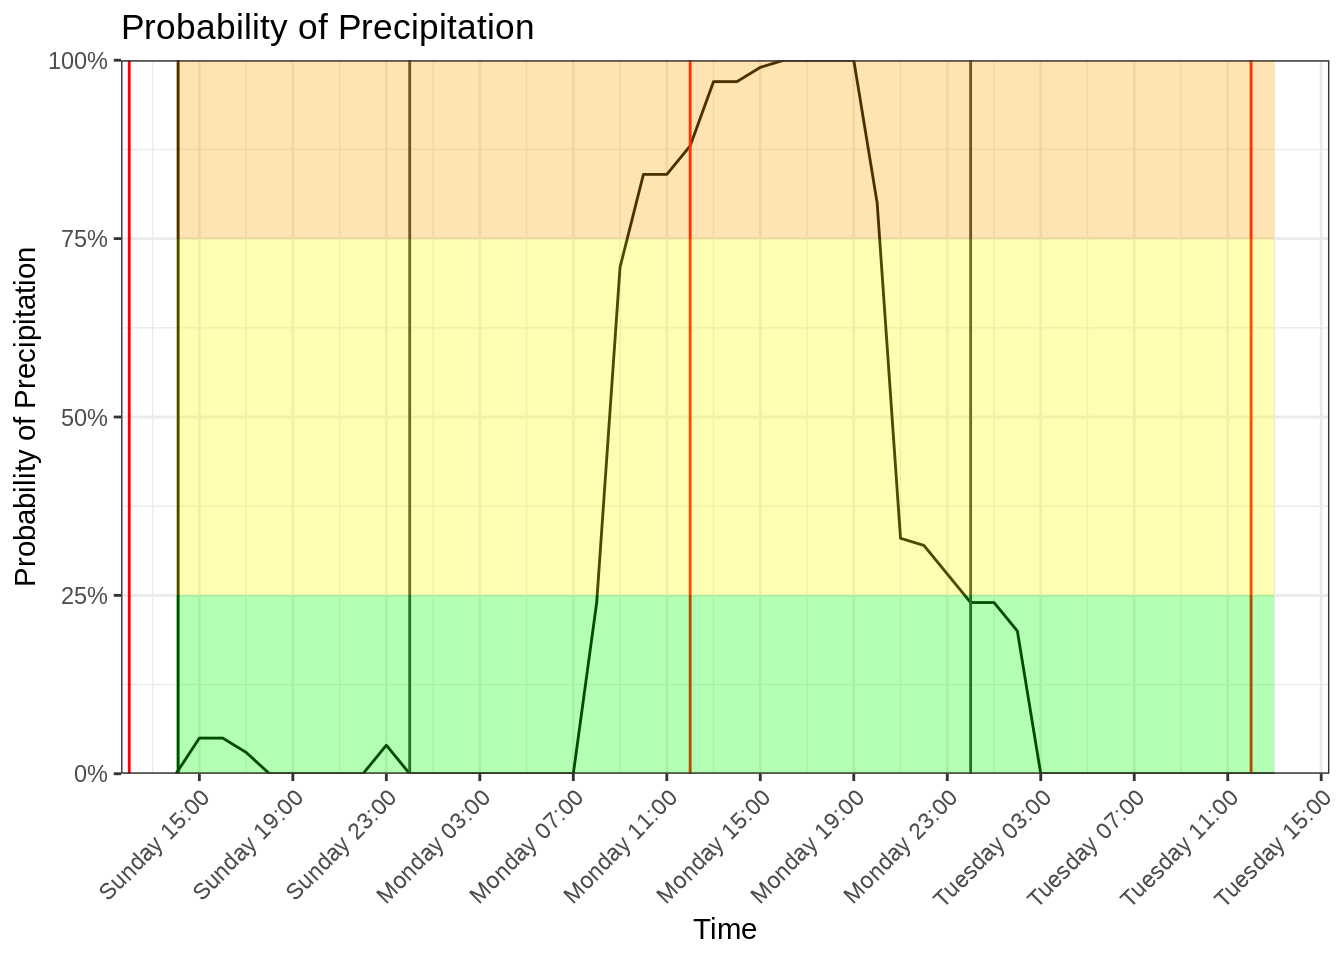 Probability of Precipitation
Probability of Precipitation
100%
75%
50%
25%
0%
Sunday 15:00
Sunday 19:00
Sunday 23:00
Monday 03:00
Monday 07:00
Monday 11:00
Monday 15:00
Monday 19:00
Monday 23:00
Tuesday 03:00
Tuesday 07:00
Tuesday 11:00
Tuesday 15:00
Time